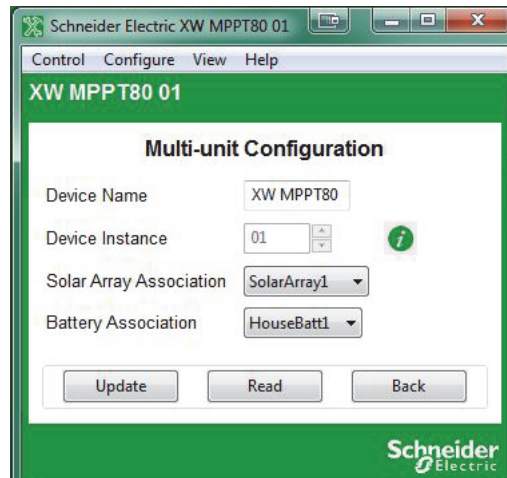 Schneider Electric XW MPPT80 01
Control Configure View Help
XW MPPT80 01
Multi-unit Configuration
Device Name XW MPPT80
Device Instance 01
i
Solar Array Association SolarArray1
Battery Association HouseBatt1
Update Read Back
Schneider
Electric